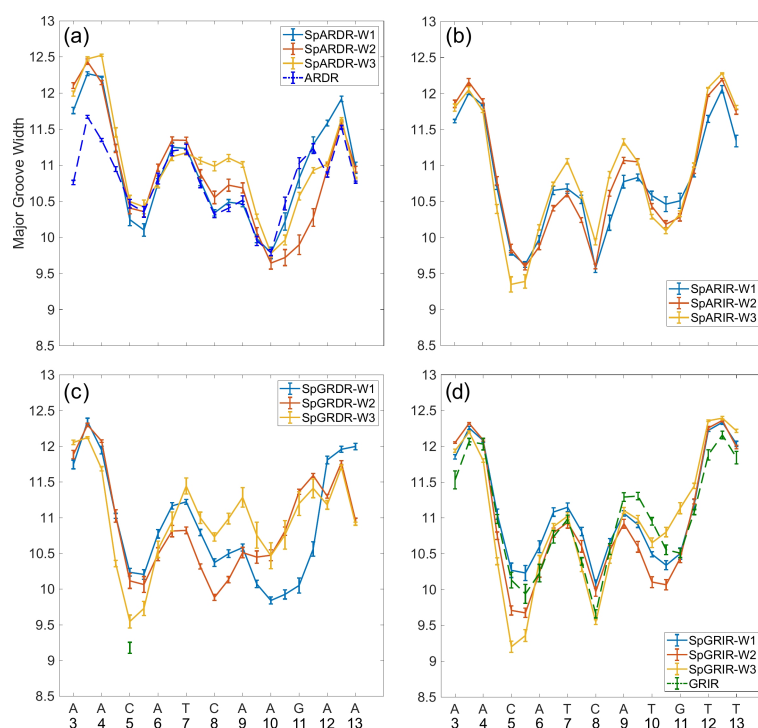 (a)
SpARDR-W1
SpARDR-W2
SpARDR-W3
ARDR
Major Groove Width
13
12.5
12
11.5
11
10.5
10
9.5
9
8.5
(b)
SpARIR-W1
SpARIR-W2
SpARIR-W3
13
12.5
12
11.5
11
10.5
10
9.5
9
8.5
(c)
SpGRDR-W1
SpGRDR-W2
SpGRDR-W3
13
12.5
12
11.5
11
10.5
10
9.5
9
8.5
A A C A T C A A G A A
3 4 5 6 7 8 9 10 11 12 13
(d)
SpGRIR-W1
SpGRIR-W2
SpGRIR-W3
GRIR
13
12.5
12
11.5
11
10.5
10
9.5
9
8.5
A A C A T C A T G T T
3 4 5 6 7 8 9 10 11 12 13